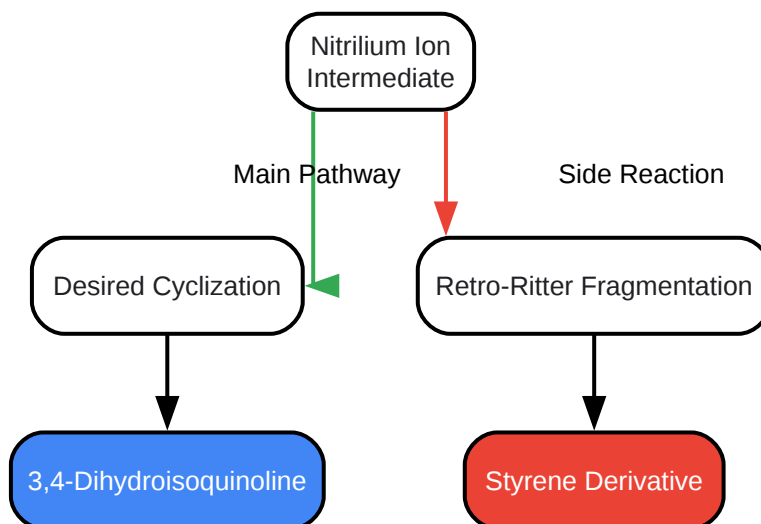 Nitrilium Ion
Intermediate
Main Pathway
Side Reaction
Desired Cyclization
Retro-Ritter Fragmentation
3,4-Dihydroisoquinoline
Styrene Derivative